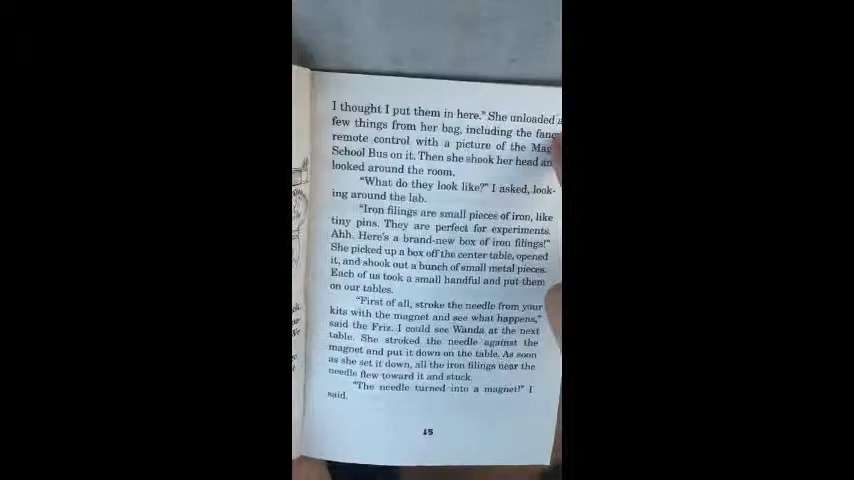 I thought I put them in here." She unloaded a
few things from her bag, including the fancy
remote control with a picture of the Mag
School Bus on it. Then she shook her head an
looked around the room.
"What do they look like?" I asked, look-
ing around the lab.
"Iron filings are small pieces of iron, like
tiny pins. They are perfect for experiments.
Ahh. Here's a brand-new box of iron filings!"
She picked up a box off the center table, opened
it, and shook out a bunch of small metal pieces.
Each of us took a small handful and put them
on our tables.
"First of all, stroke the needle from your
kits with the magnet and see what happens,"
said the Friz. I could see Wanda at the next
table. She stroked the needle against the
magnet and put it down on the table. As soon
as she set it down, all the iron filings near the
needle flew toward it and stuck.
"The needle turned into a magnet!" I
said.
15